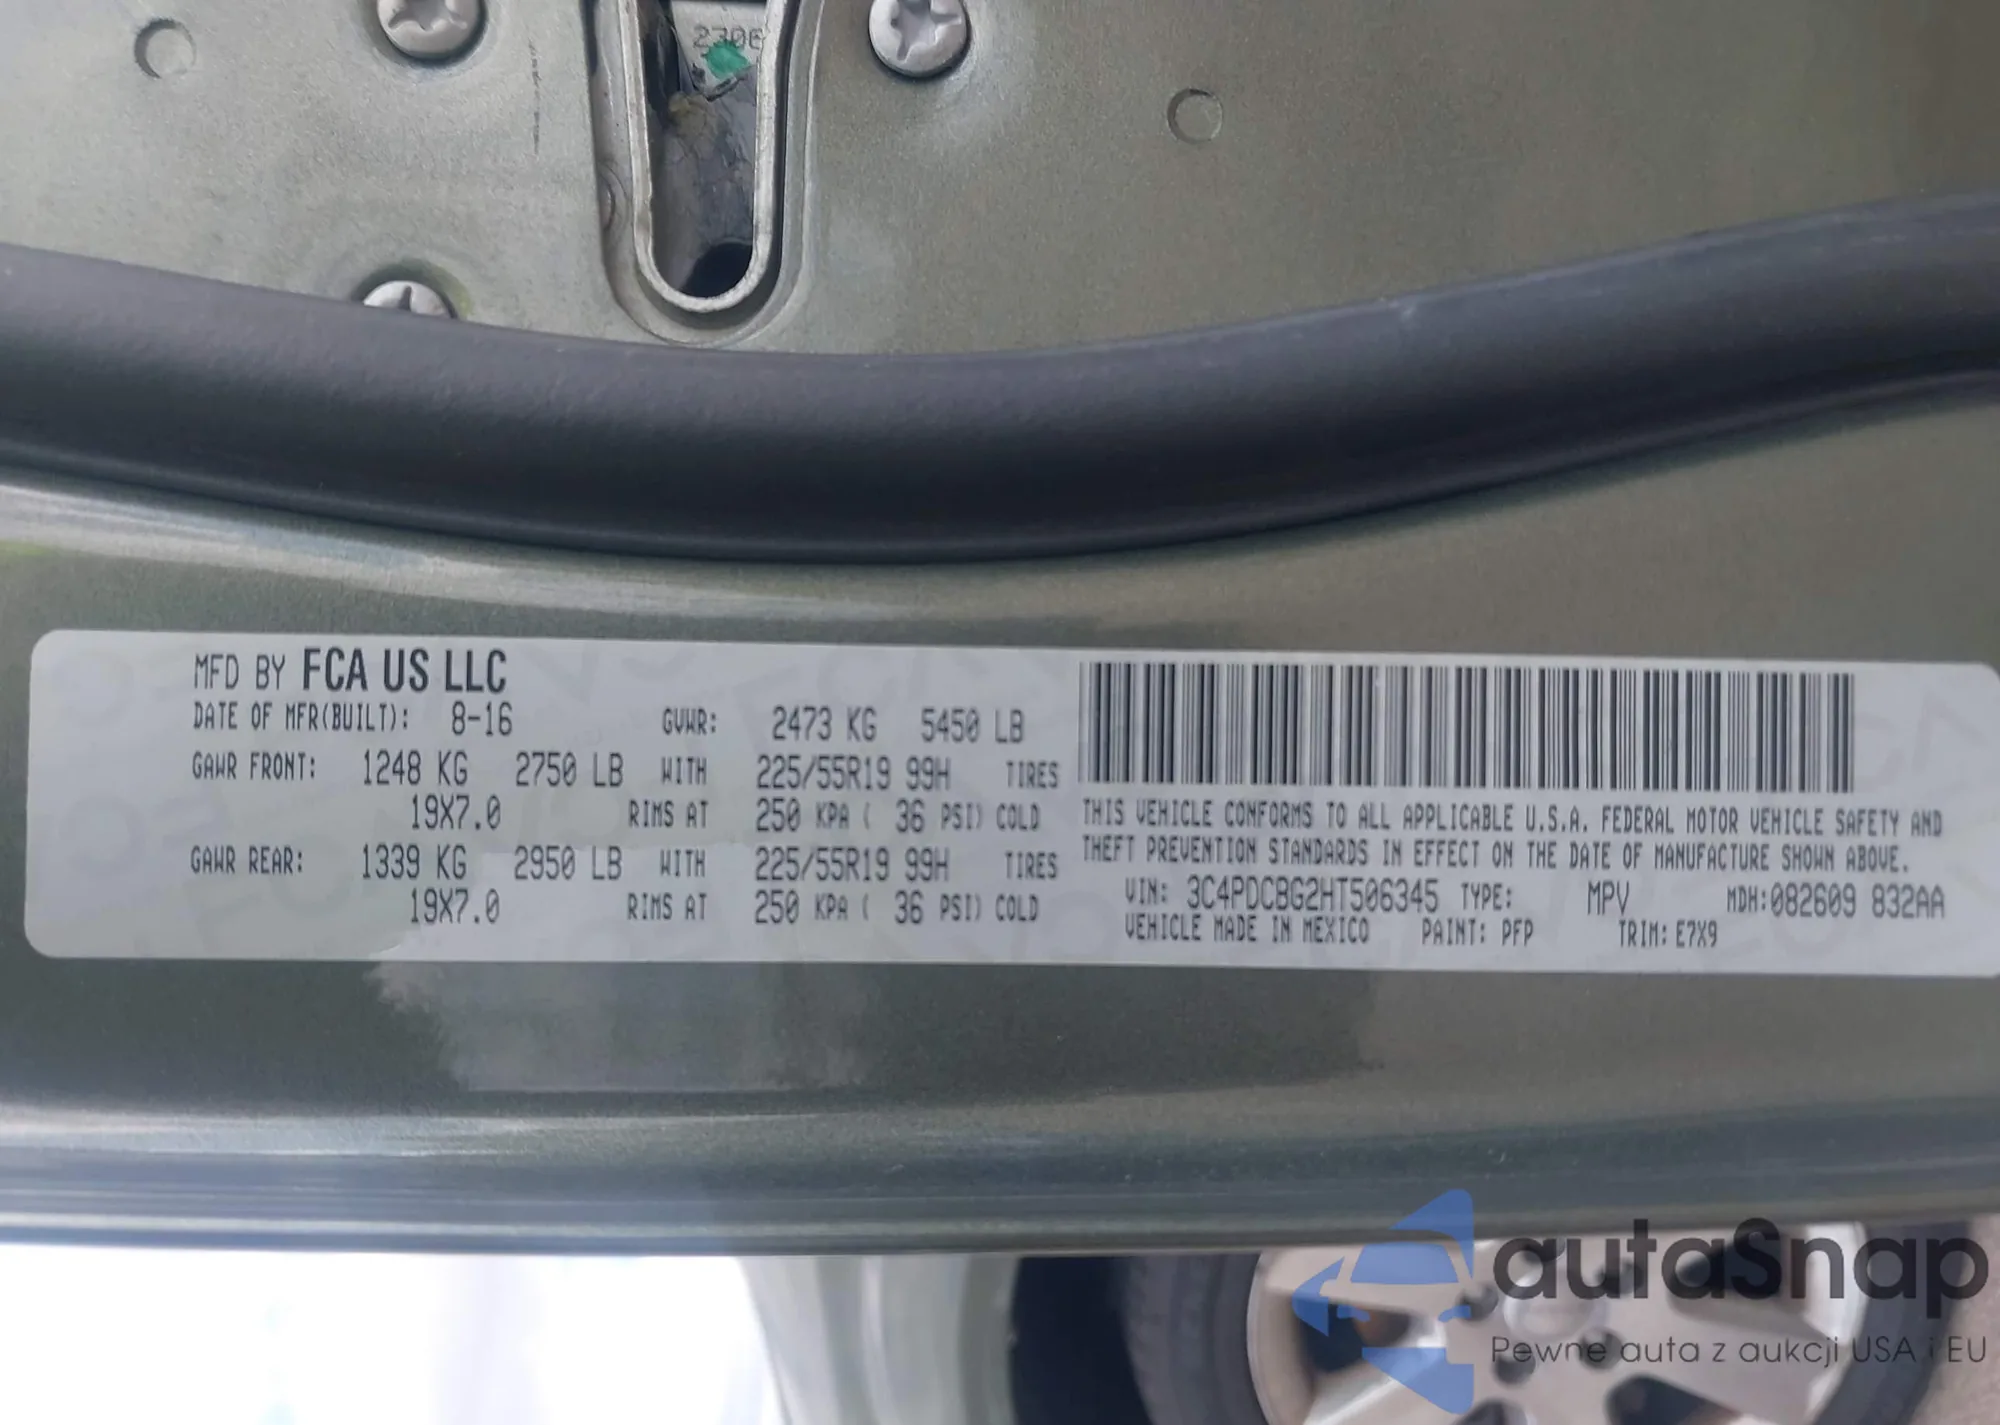 2306
MFD BY FCA US LLC
DATE OF MFR(BUILT): 8-16 GVWR: 2473 KG 5450 LB
GAWR FRONT: 1248 KG 2750 LB WITH 225/55R19 99H TIRES
19X7.0 RIMS AT 250 KPA ( 36 PSI) COLD
GAWR REAR: 1339 KG 2950 LB WITH 225/55R19 99H TIRES
19X7.0 RIMS AT 250 KPA ( 36 PSI) COLD
THIS VEHICLE CONFORMS TO ALL APPLICABLE U.S.A. FEDERAL MOTOR VEHICLE SAFETY AND
THEFT PREVENTION STANDARDS IN EFFECT ON THE DATE OF MANUFACTURE SHOWN ABOVE.
VIN: 3C4PDCBG2HT506345 TYPE: MPV MDH:082609 832AA
VEHICLE MADE IN MEXICO PAINT: PFP TRIM: E7X9
autaSnap
Pewne auta z aukcji USA i EU